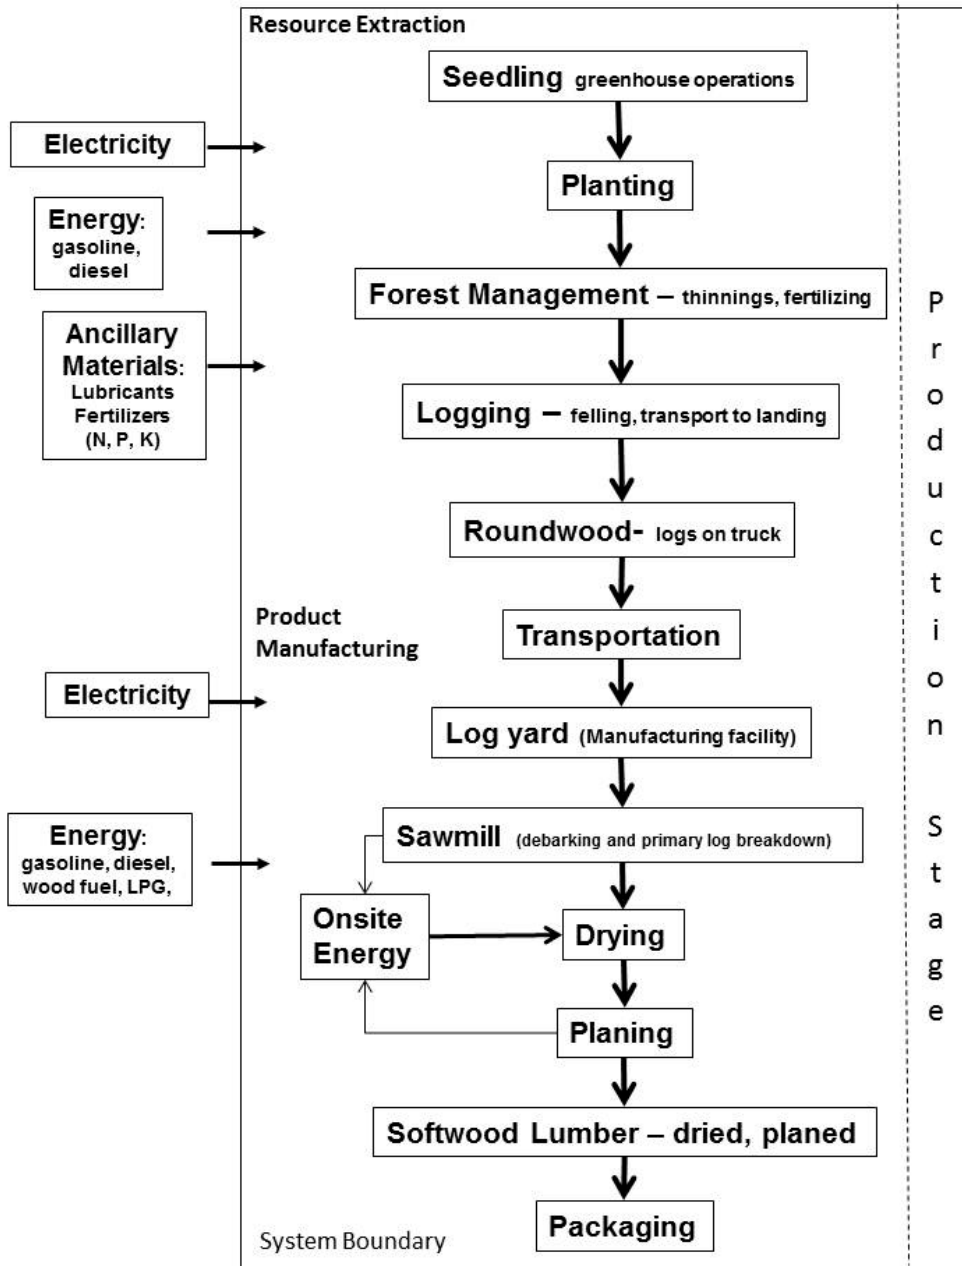 Resource Extraction
Seedling greenhouse operations
Electricity
Planting
Energy:
gasoline,
diesel
Forest Management – thinnings, fertilizing
Ancillary
Materials:
Lubricants
Fertilizers
(N, P, K)
Logging – felling, transport to landing
Roundwood- logs on truck
Product
Manufacturing
Transportation
Electricity
Log yard (Manufacturing facility)
Energy:
gasoline, diesel,
wood fuel, LPG,
Sawmill (debarking and primary log breakdown)
Onsite
Energy
Drying
Planing
Softwood Lumber – dried, planed
Packaging
System Boundary
Production Stage